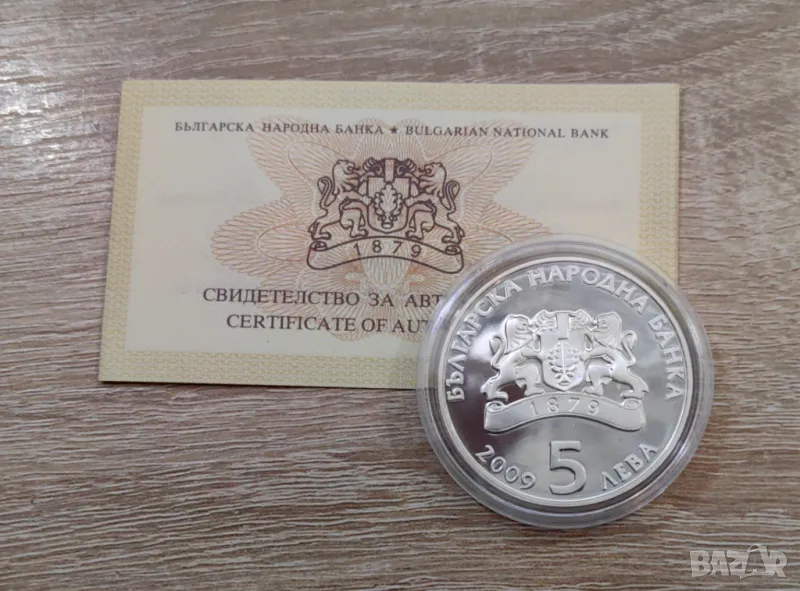 БЪЛГАРСКА НАРОДНА БАНКА ★ BULGARIAN NATIONAL BANK
1879
СВИДЕТЕЛСТВО ЗА АВТ
CERTIFICATE OF AUT
БЪЛГАРСКА НАРОДНА БАНКА
1879
2009 5 ЛЕВА
BAZAR